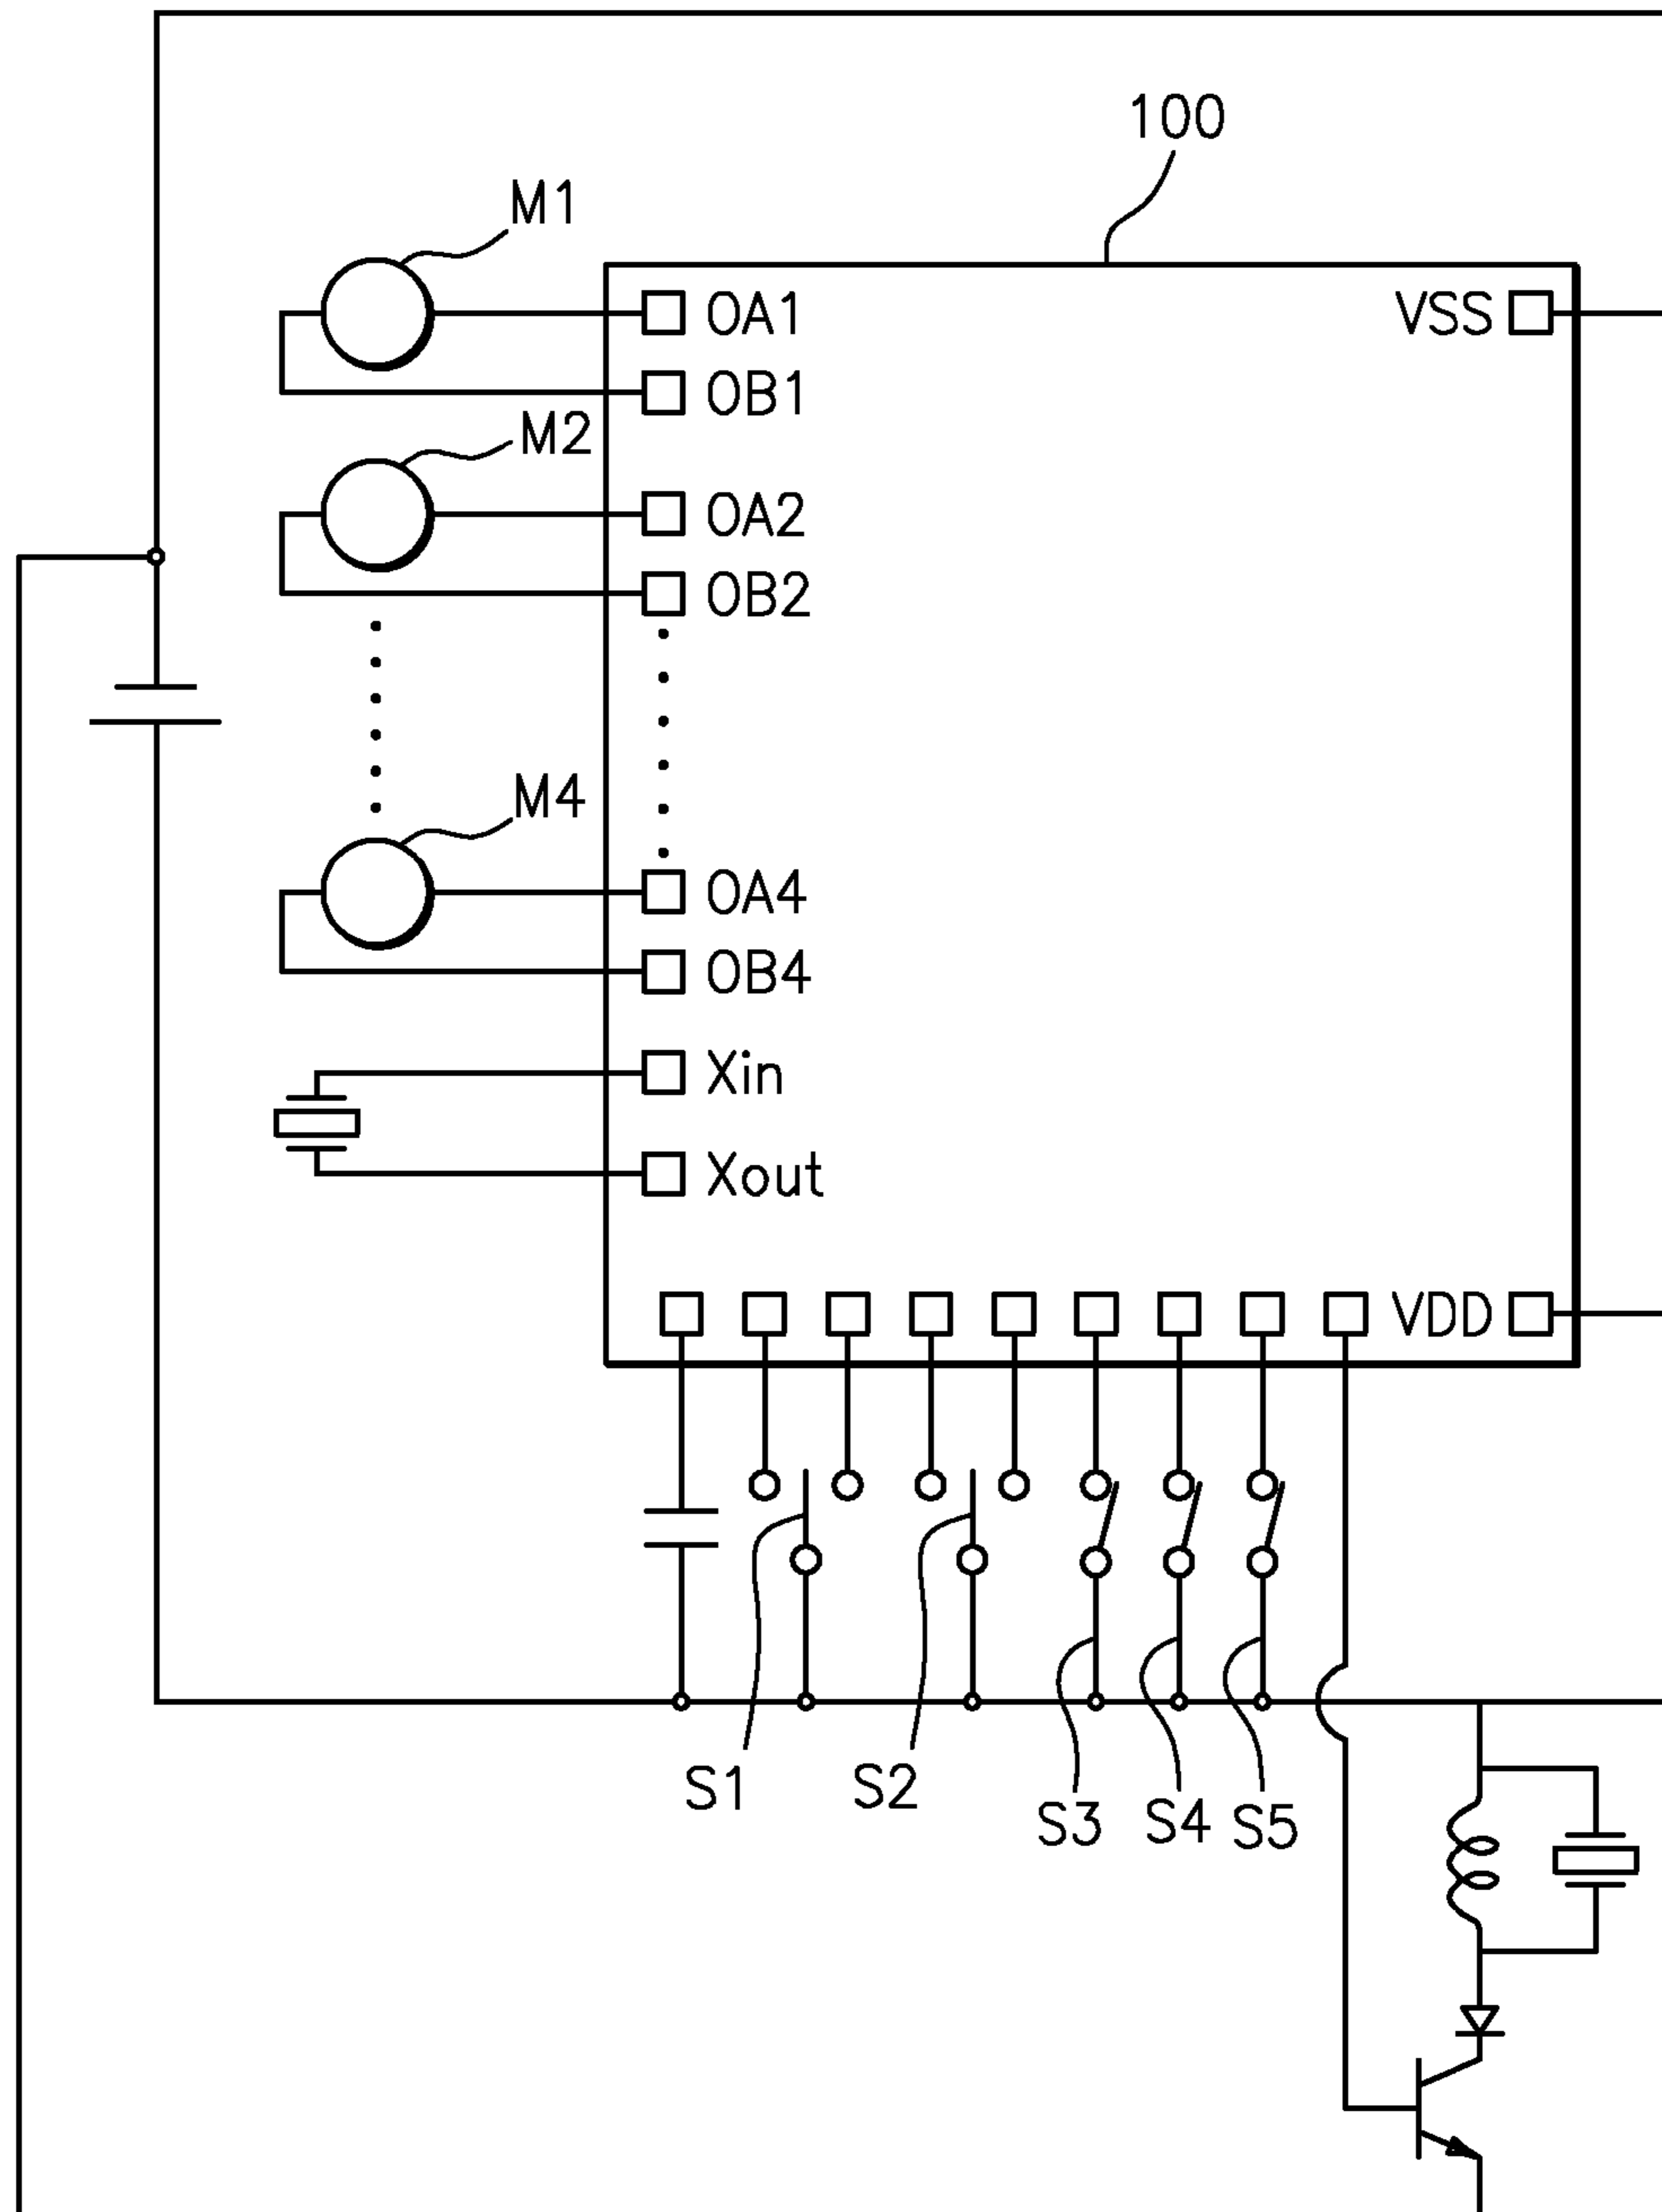 100
M1
OA1
VSS
OB1
M2
OA2
OB2
M4
OA4
OB4
Xin
Xout
VDD
S1
S2
S3
S4
S5